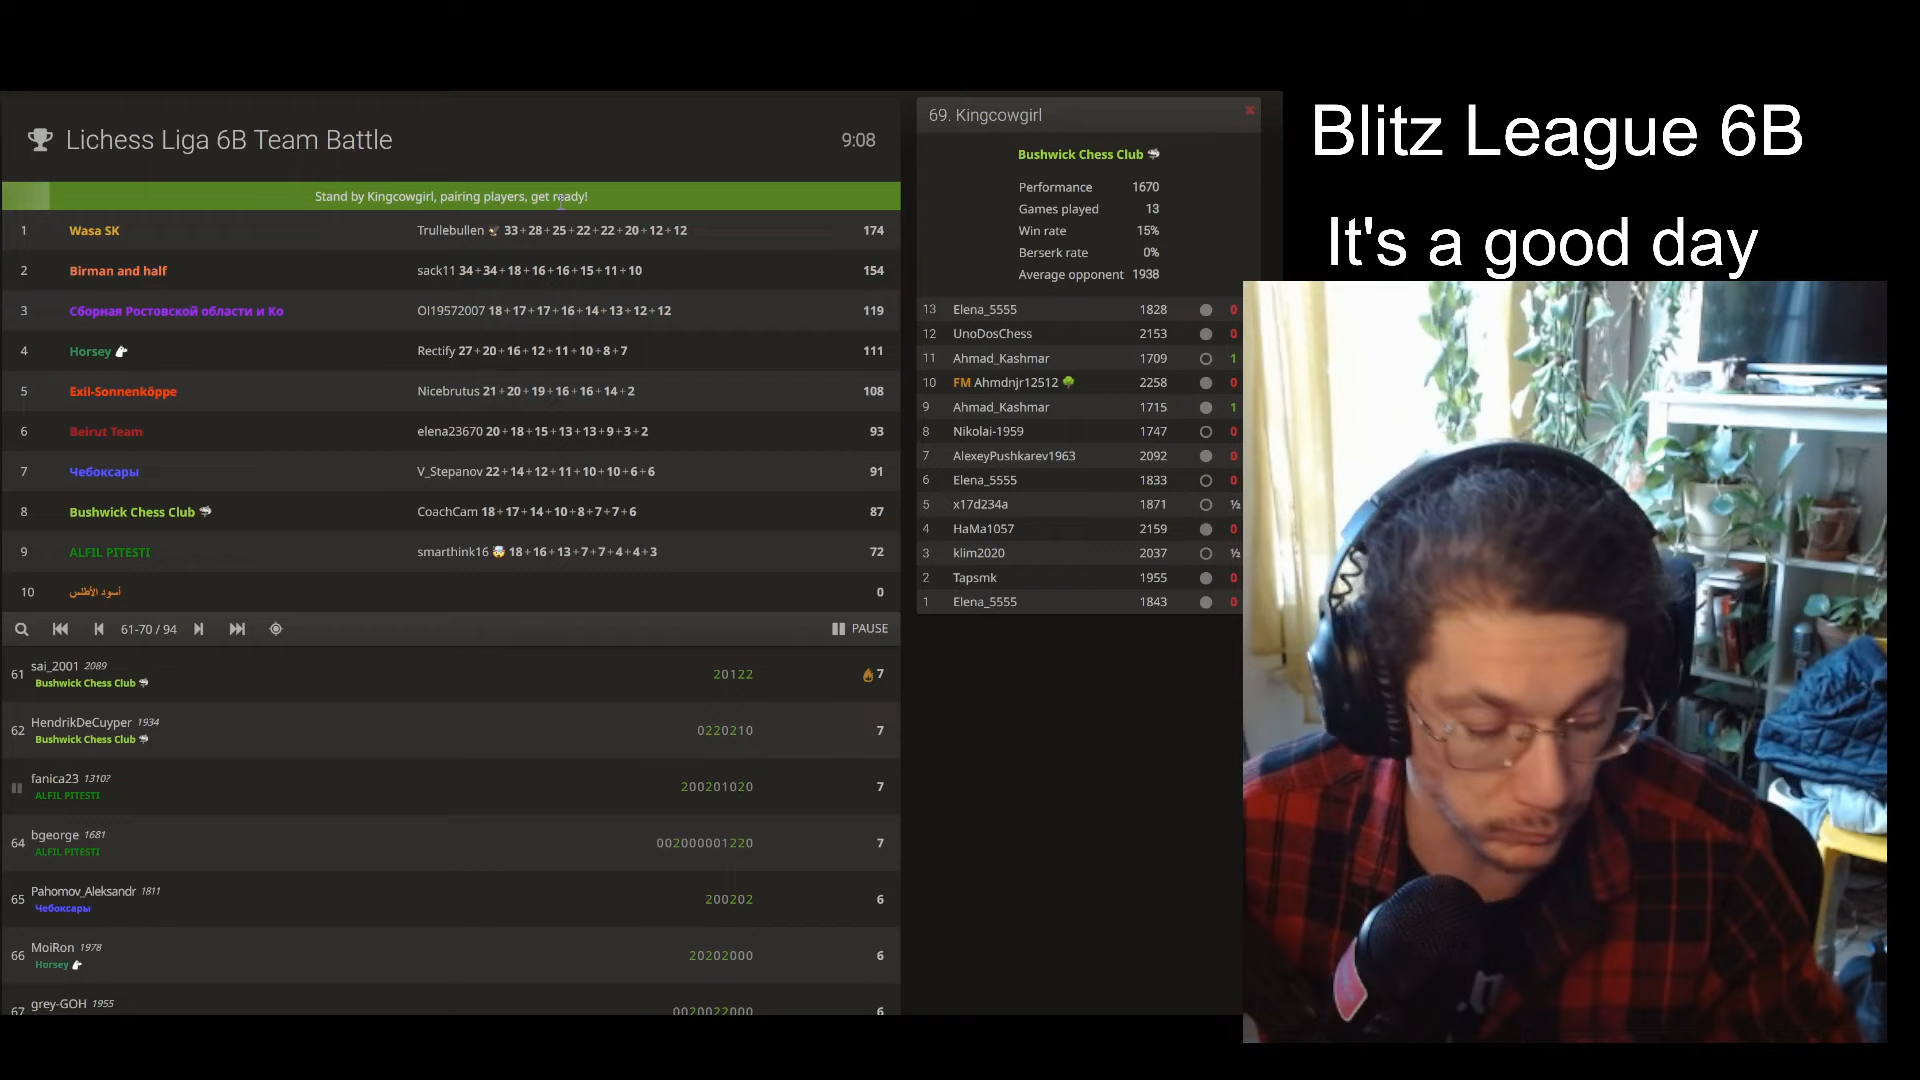 Lichess Liga 6B Team Battle 9:08
Stand by Kingcowgirl, pairing players, get ready!
1 Wasa SK Trullebullen 33+28+25+22+22+20+12+12 174
2 Birman and half sack11 34+34+18+16+16+15+11+10 154
3 Сборная Ростовской области и Ко Ol19572007 18+17+17+16+14+13+12+12 119
4 Horsey Rectify 27+20+16+12+11+10+8+7 111
5 Exil-Sonnenköppe Nicebrutus 21+20+19+16+16+14+2 108
6 Beirut Team elena23670 20+18+15+13+13+9+3+2 93
7 Чебоксары V_Stepanov 22+14+12+11+10+10+6+6 91
8 Bushwick Chess Club CoachCam 18+17+14+10+8+7+7+6 87
9 ALFIL PITESTI smarthink16 18+16+13+7+7+4+4+3 72
10 أسود الأطلس 0
61-70 / 94 PAUSE
61 sai_2001 2089 20122 7
Bushwick Chess Club
62 HendrikDeCuyper 1934 0220210 7
Bushwick Chess Club
fanica23 1310? 200201020 7
ALFIL PITESTI
64 bgeorge 1681 002000001220 7
ALFIL PITESTI
65 Pahomov_Aleksandr 1811 200202 6
Чебоксары
66 MoiRon 1978 20202000 6
Horsey
67 grey-GOH 1955 0020022000 6
69. Kingcowgirl
Bushwick Chess Club
Performance 1670
Games played 13
Win rate 15%
Berserk rate 0%
Average opponent 1938
13 Elena_5555 1828 0
12 UnoDosChess 2153 0
11 Ahmad_Kashmar 1709 1
10 FM Ahmdnjr12512 2258 0
9 Ahmad_Kashmar 1715 1
8 Nikolai-1959 1747 0
7 AlexeyPushkarev1963 2092 0
6 Elena_5555 1833 0
5 x17d234a 1871 ½
4 HaMa1057 2159 0
3 klim2020 2037 ½
2 Tapsmk 1955 0
1 Elena_5555 1843 0
Blitz League 6B
It's a good day